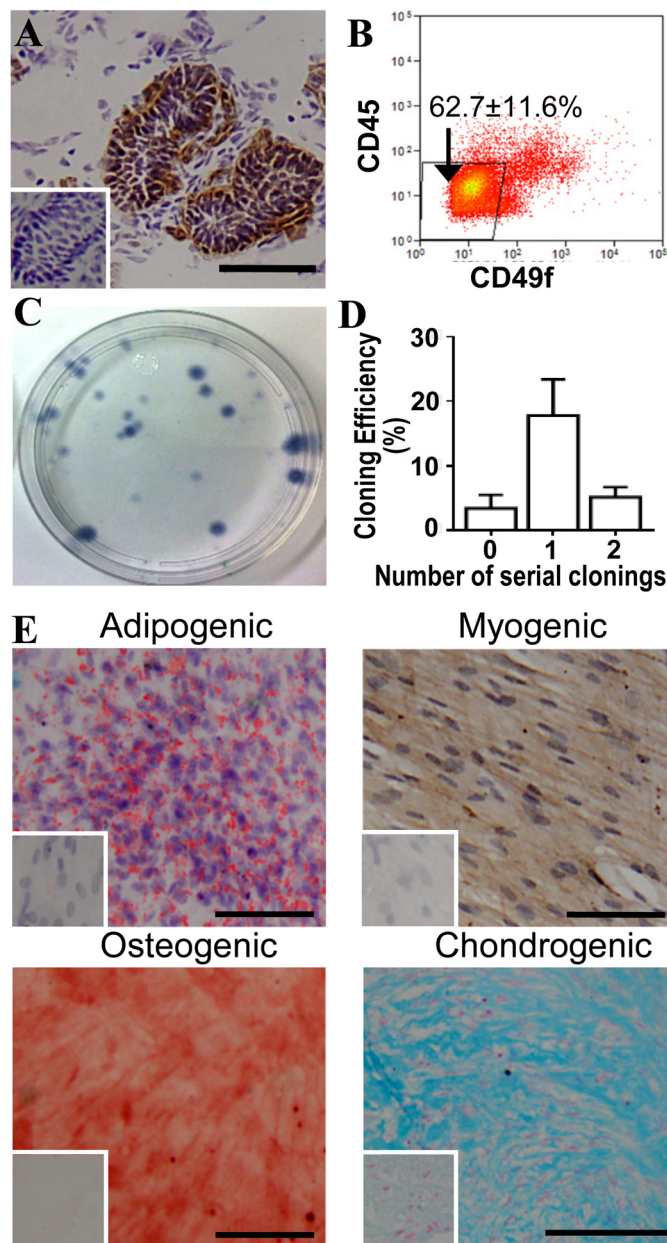 A
B
CD45
10⁵
10⁴
10³
10²
10¹
10⁰
62.7±11.6%
10⁰ 10¹ 10² 10³ 10⁴ 10⁵
CD49f
C
D
Cloning Efficiency
(%)
30
20
10
0
0 1 2
Number of serial clonings
E
Adipogenic
Myogenic
Osteogenic
Chondrogenic